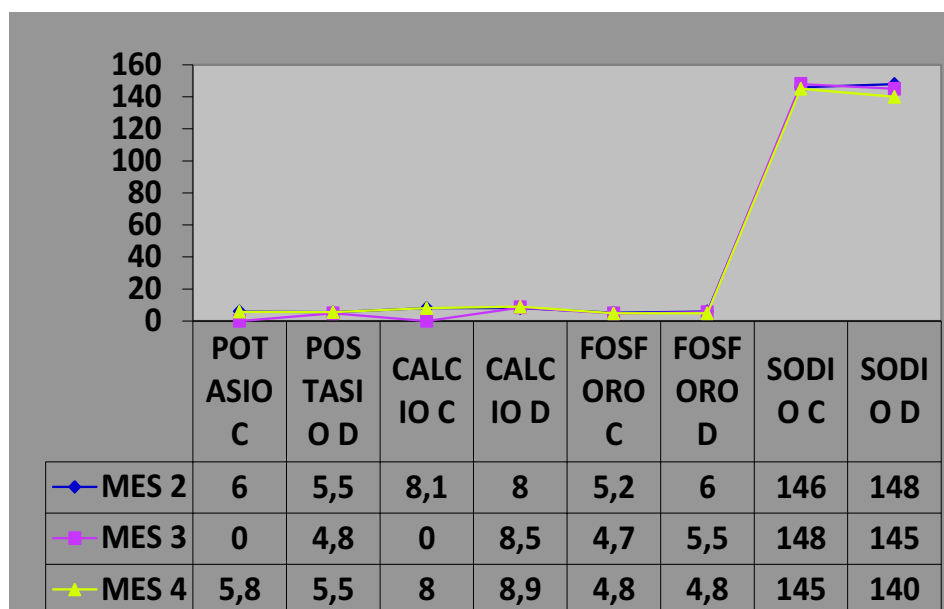 160
140
120
100
80
60
40
20
0
POT POS CALC CALC FOSF FOSF SODI SODI
ASIO TASI IO C IO D ORO ORO O C O D
C O D C D
MES 2 6 5,5 8,1 8 5,2 6 146 148
MES 3 0 4,8 0 8,5 4,7 5,5 148 145
MES 4 5,8 5,5 8 8,9 4,8 4,8 145 140